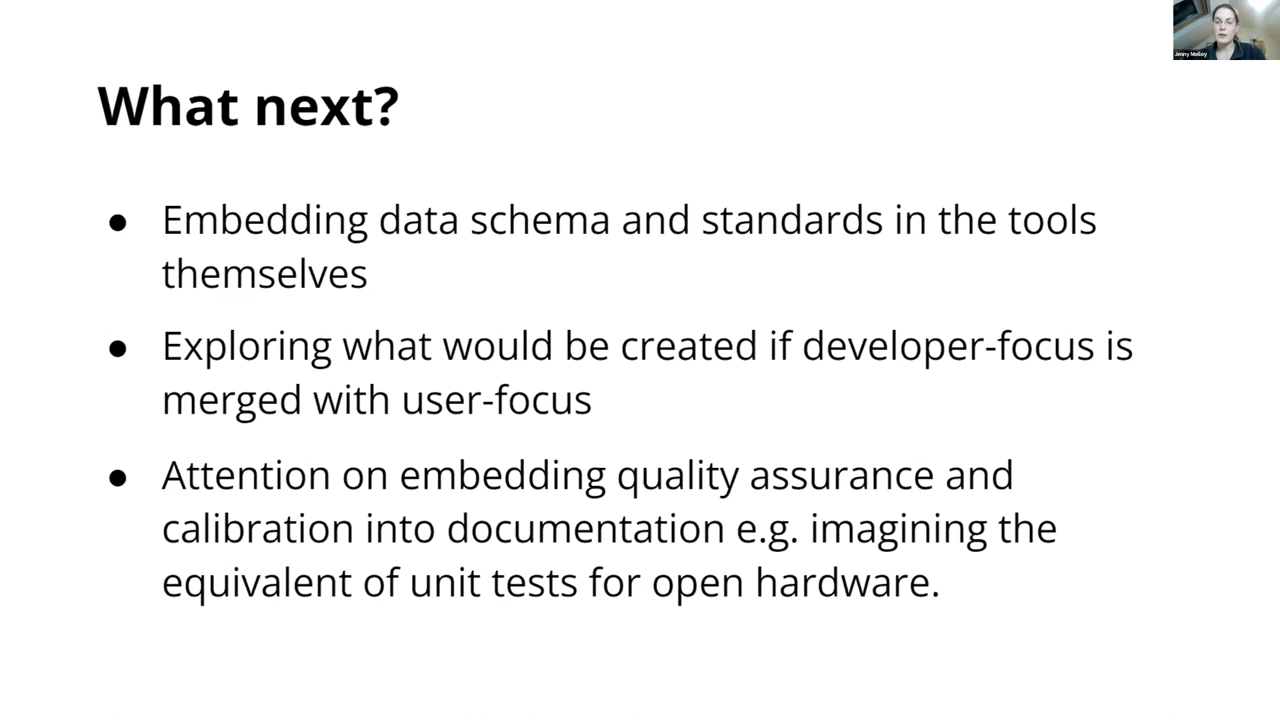 Jenny Molloy
What next?
● Embedding data schema and standards in the tools
themselves
● Exploring what would be created if developer-focus is
merged with user-focus
● Attention on embedding quality assurance and
calibration into documentation e.g. imagining the
equivalent of unit tests for open hardware.